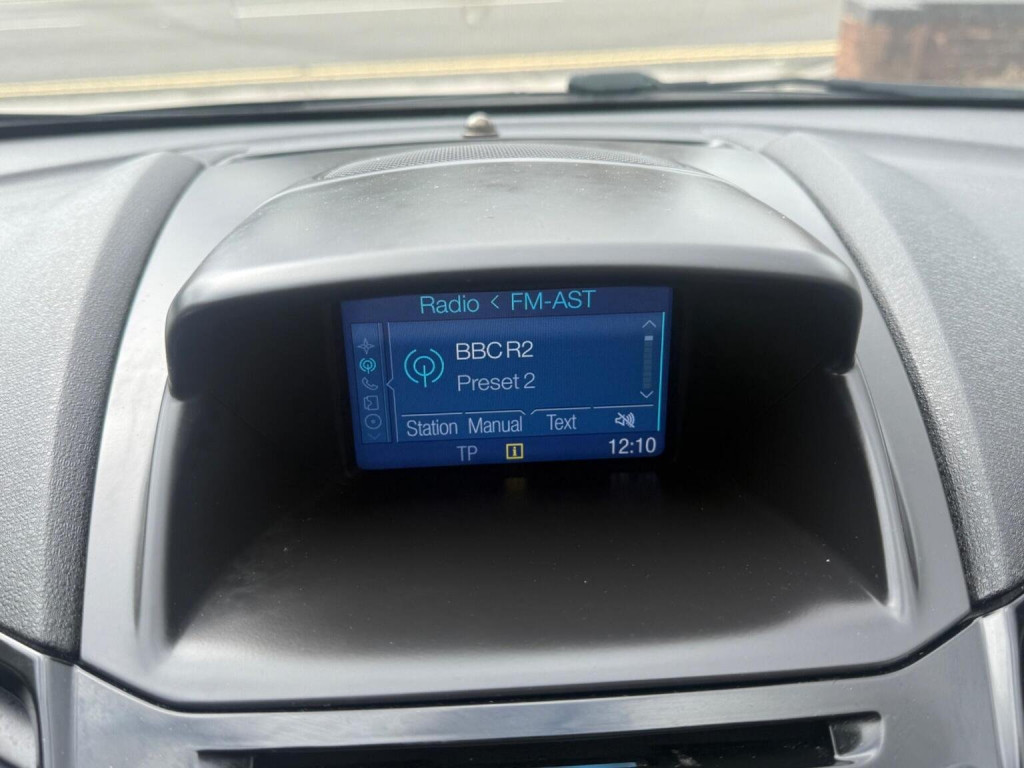 Radio < FM-AST
BBC R2
Preset 2
Station Manual Text
TP i 12:10